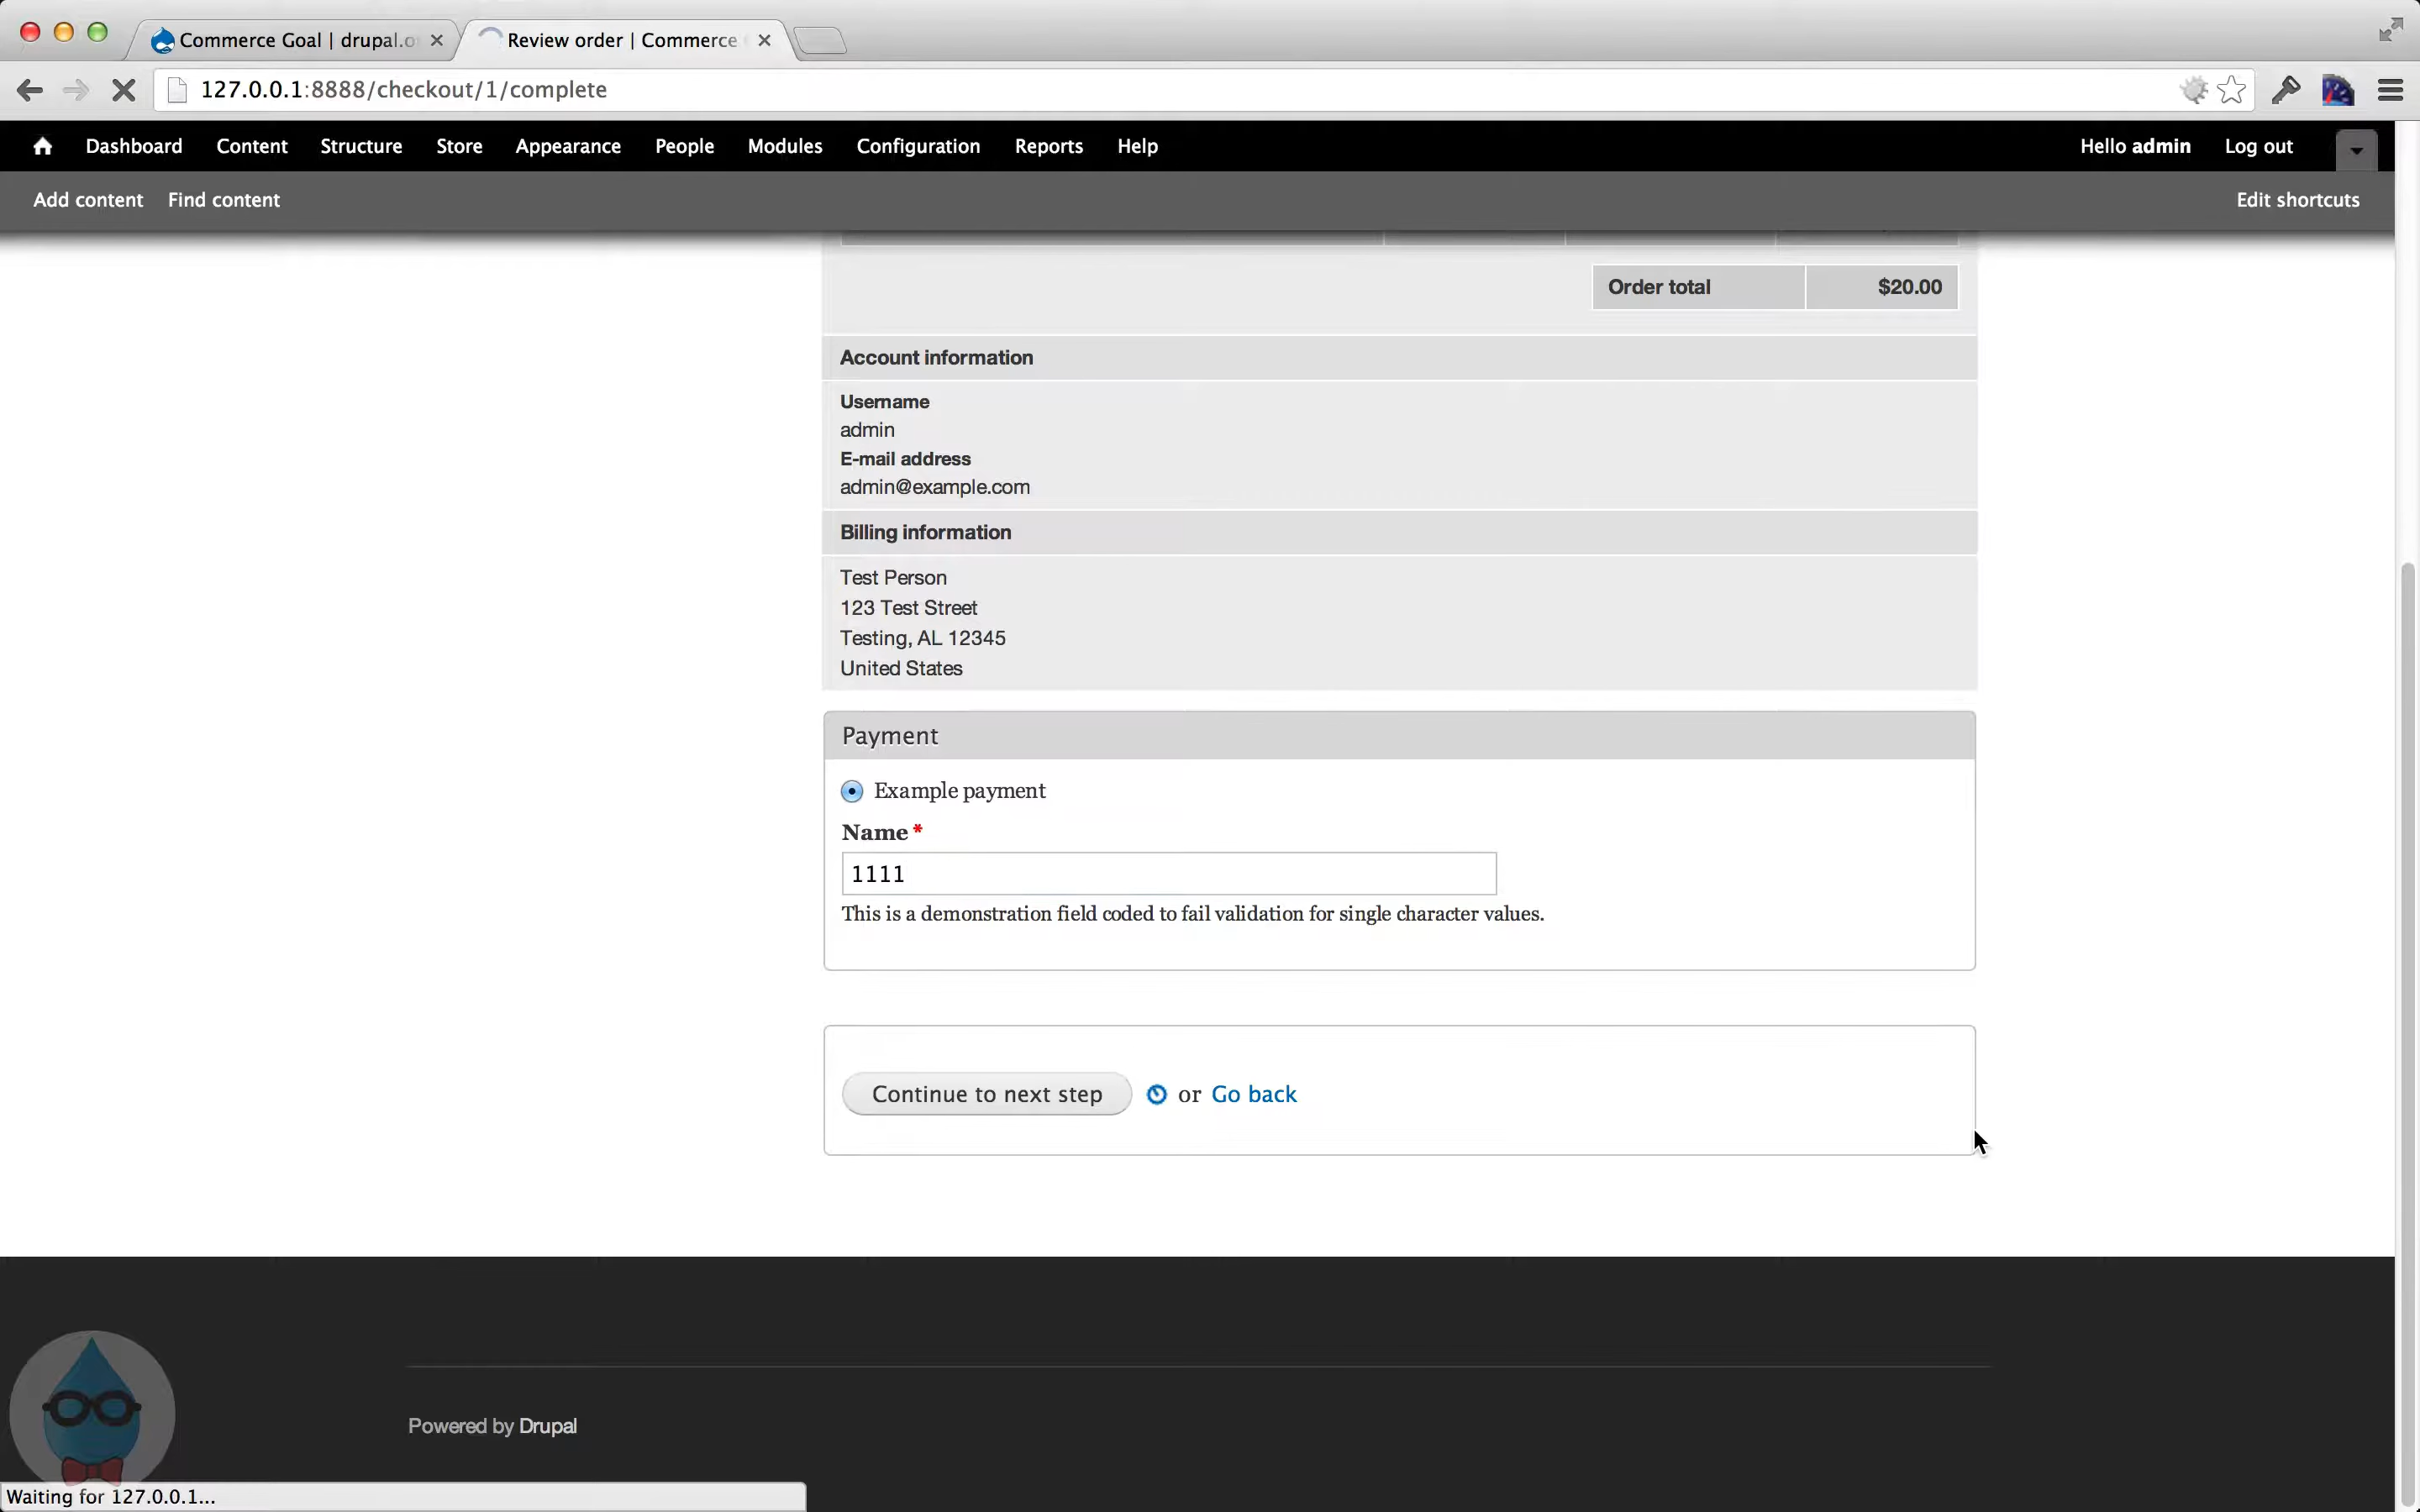 Commerce Goal | drupal.o
Review order | Commerce
127.0.0.1:8888/checkout/1/complete
Dashboard Content Structure Store Appearance People Modules Configuration Reports Help Hello admin Log out
Add content Find content Edit shortcuts
Order total $20.00
Account information
Username
admin
E-mail address
admin@example.com
Billing information
Test Person
123 Test Street
Testing, AL 12345
United States
Payment
Example payment
Name *
1111
This is a demonstration field coded to fail validation for single character values.
Continue to next step or Go back
Powered by Drupal
Waiting for 127.0.0.1...